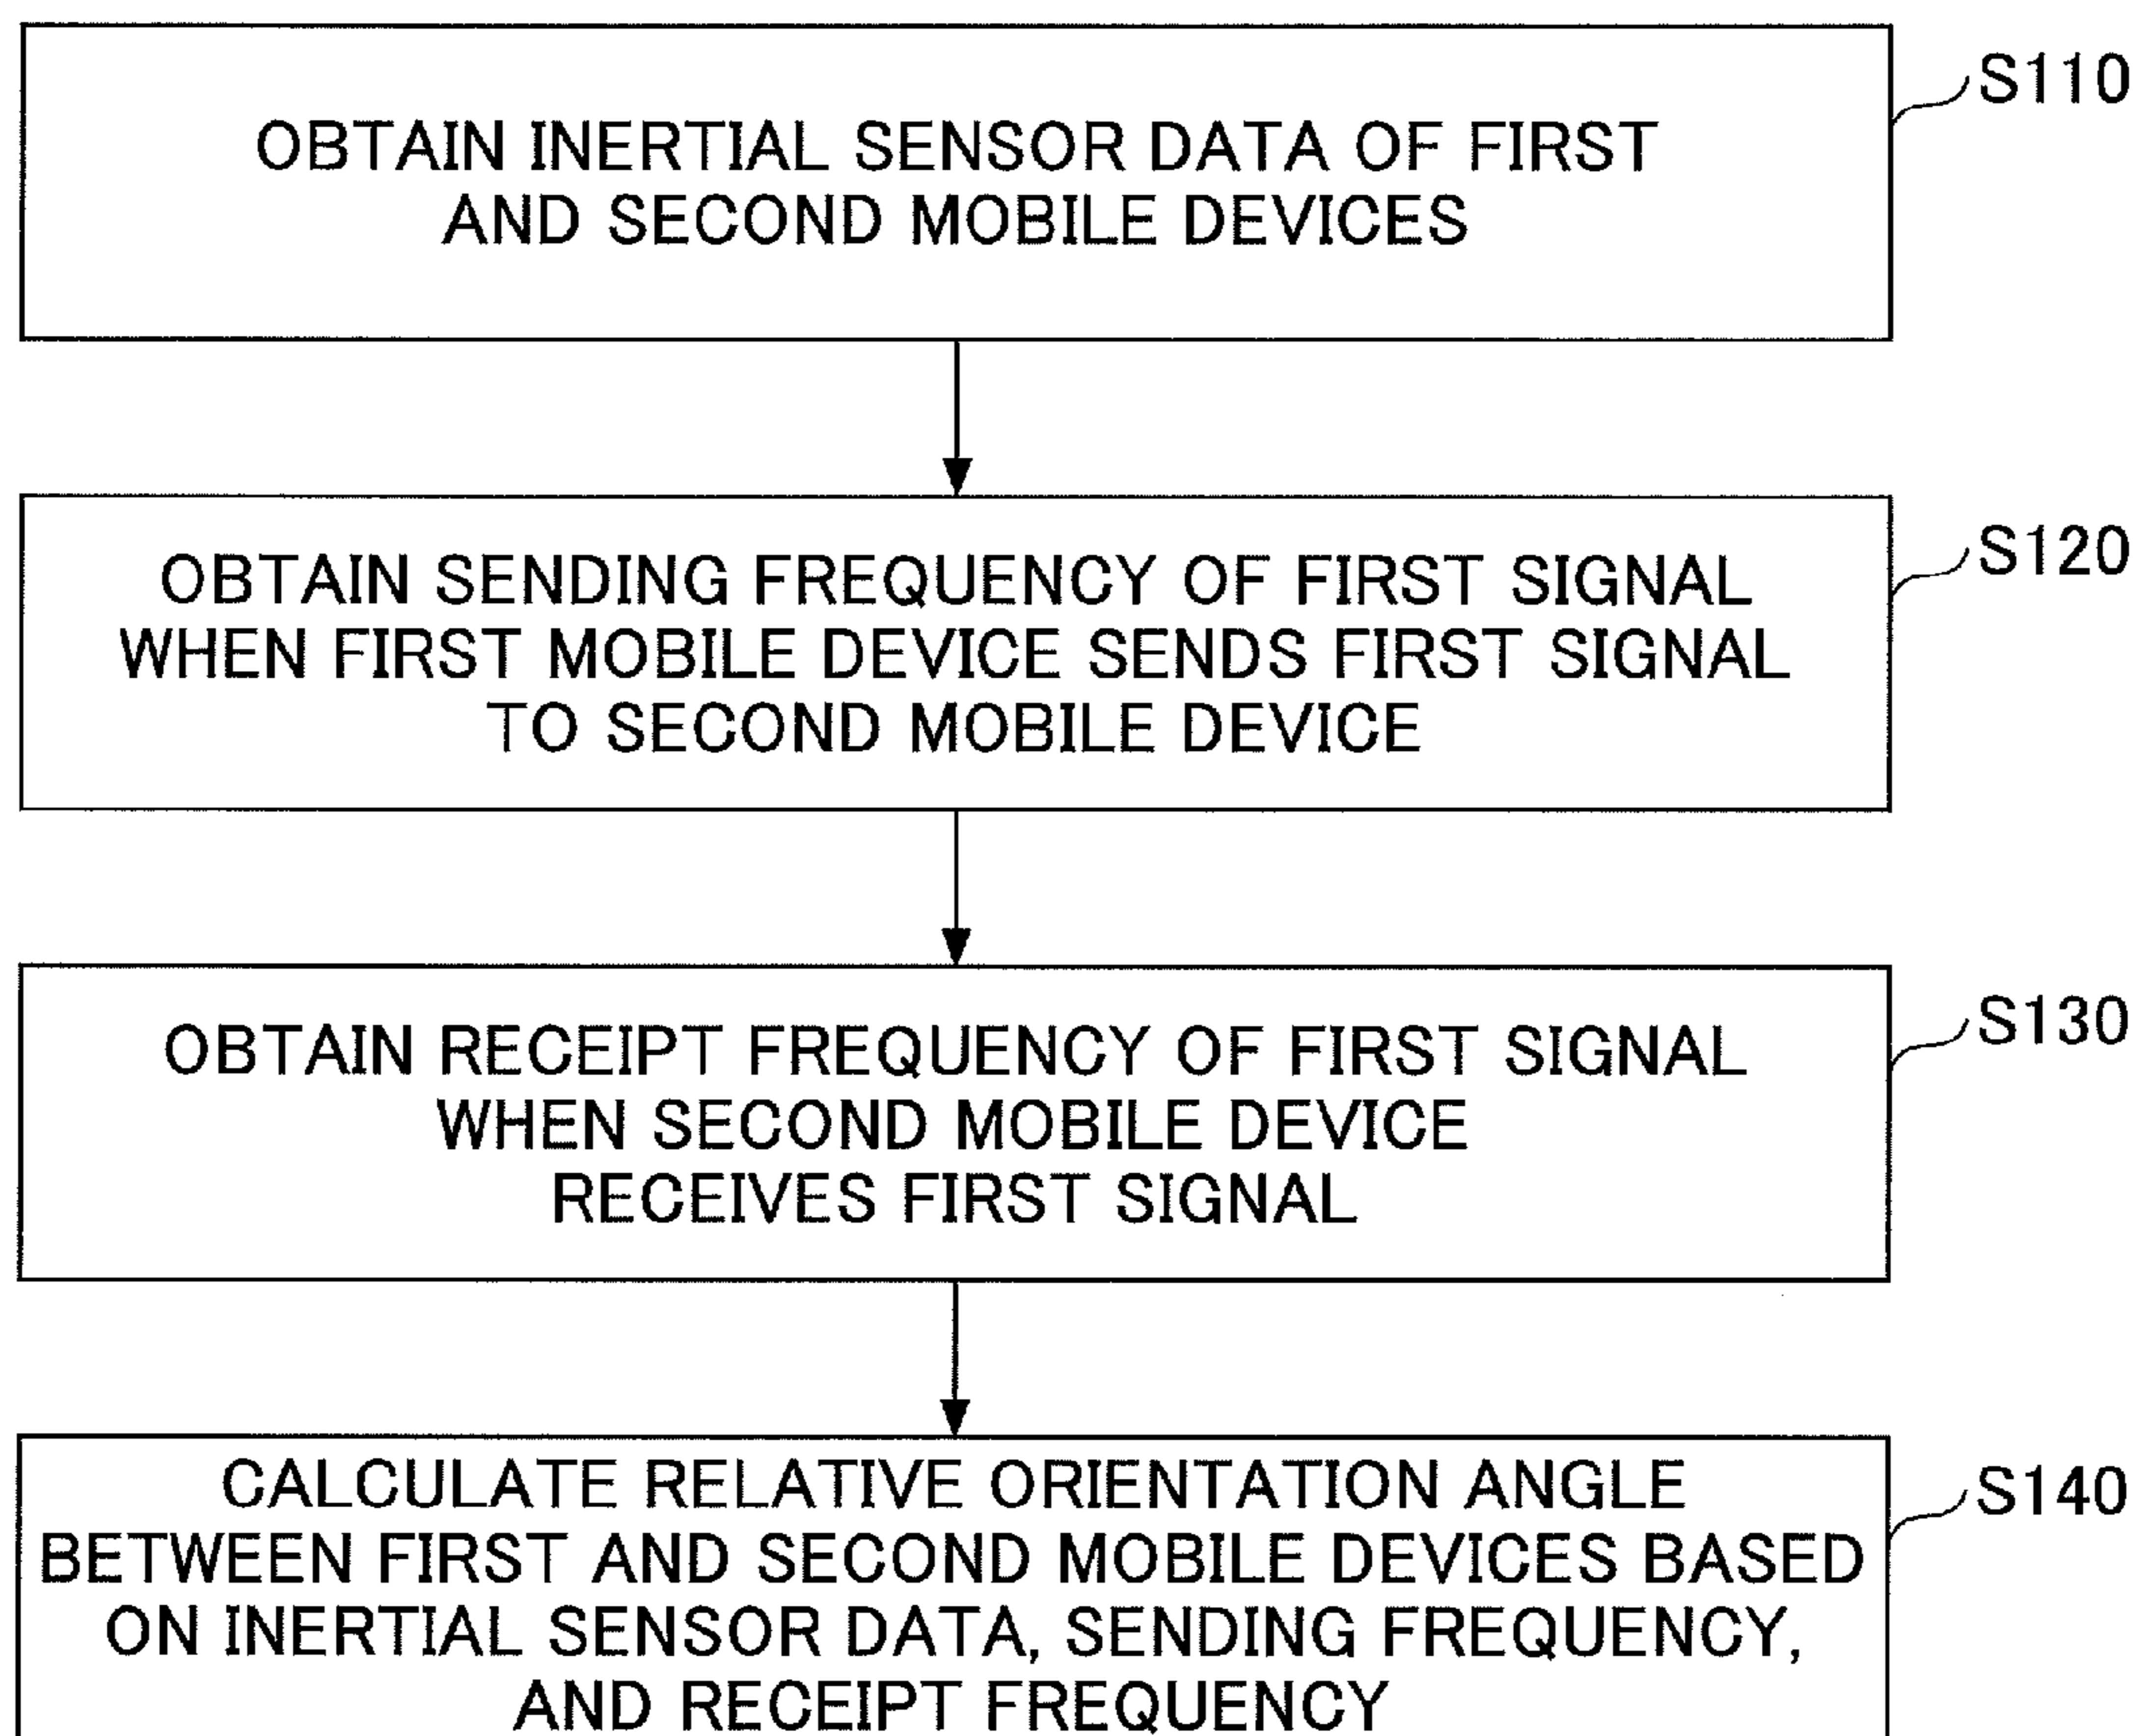 S110
OBTAIN INERTIAL SENSOR DATA OF FIRST
AND SECOND MOBILE DEVICES
S120
OBTAIN SENDING FREQUENCY OF FIRST SIGNAL
WHEN FIRST MOBILE DEVICE SENDS FIRST SIGNAL
TO SECOND MOBILE DEVICE
S130
OBTAIN RECEIPT FREQUENCY OF FIRST SIGNAL
WHEN SECOND MOBILE DEVICE
RECEIVES FIRST SIGNAL
S140
CALCULATE RELATIVE ORIENTATION ANGLE
BETWEEN FIRST AND SECOND MOBILE DEVICES BASED
ON INERTIAL SENSOR DATA, SENDING FREQUENCY,
AND RECEIPT FREQUENCY